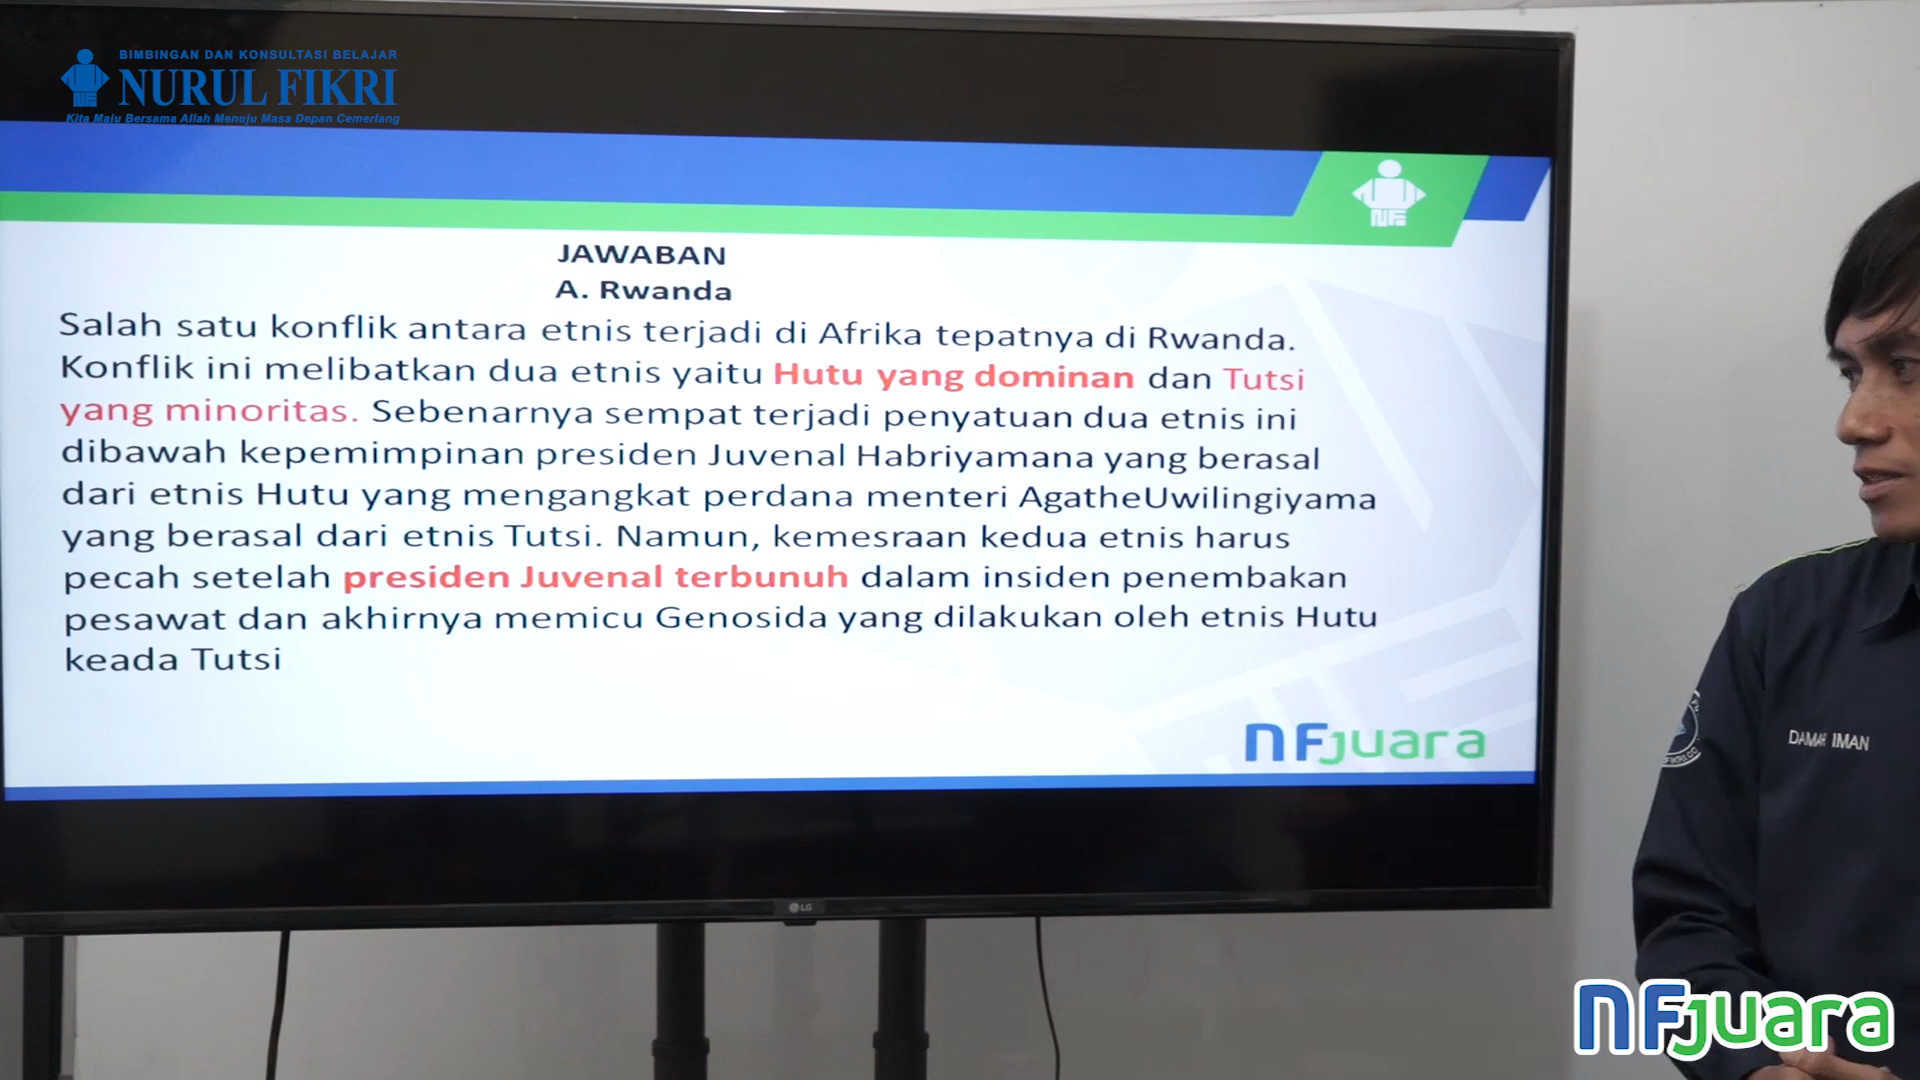 BIMBINGAN DAN KONSULTASI BELAJAR
NURUL FIKRI
Kita Maju Bersama Allah Menuju Masa Depan Cemerlang
NF
JAWABAN
A. Rwanda
Salah satu konflik antara etnis terjadi di Afrika tepatnya di Rwanda.
Konflik ini melibatkan dua etnis yaitu Hutu yang dominan dan Tutsi
yang minoritas. Sebenarnya sempat terjadi penyatuan dua etnis ini
dibawah kepemimpinan presiden Juvenal Habriyamana yang berasal
dari etnis Hutu yang mengangkat perdana menteri AgatheUwilingiyama
yang berasal dari etnis Tutsi. Namun, kemesraan kedua etnis harus
pecah setelah presiden Juvenal terbunuh dalam insiden penembakan
pesawat dan akhirnya memicu Genosida yang dilakukan oleh etnis Hutu
keada Tutsi
NFjuara
LG
IMAN
NFjuara